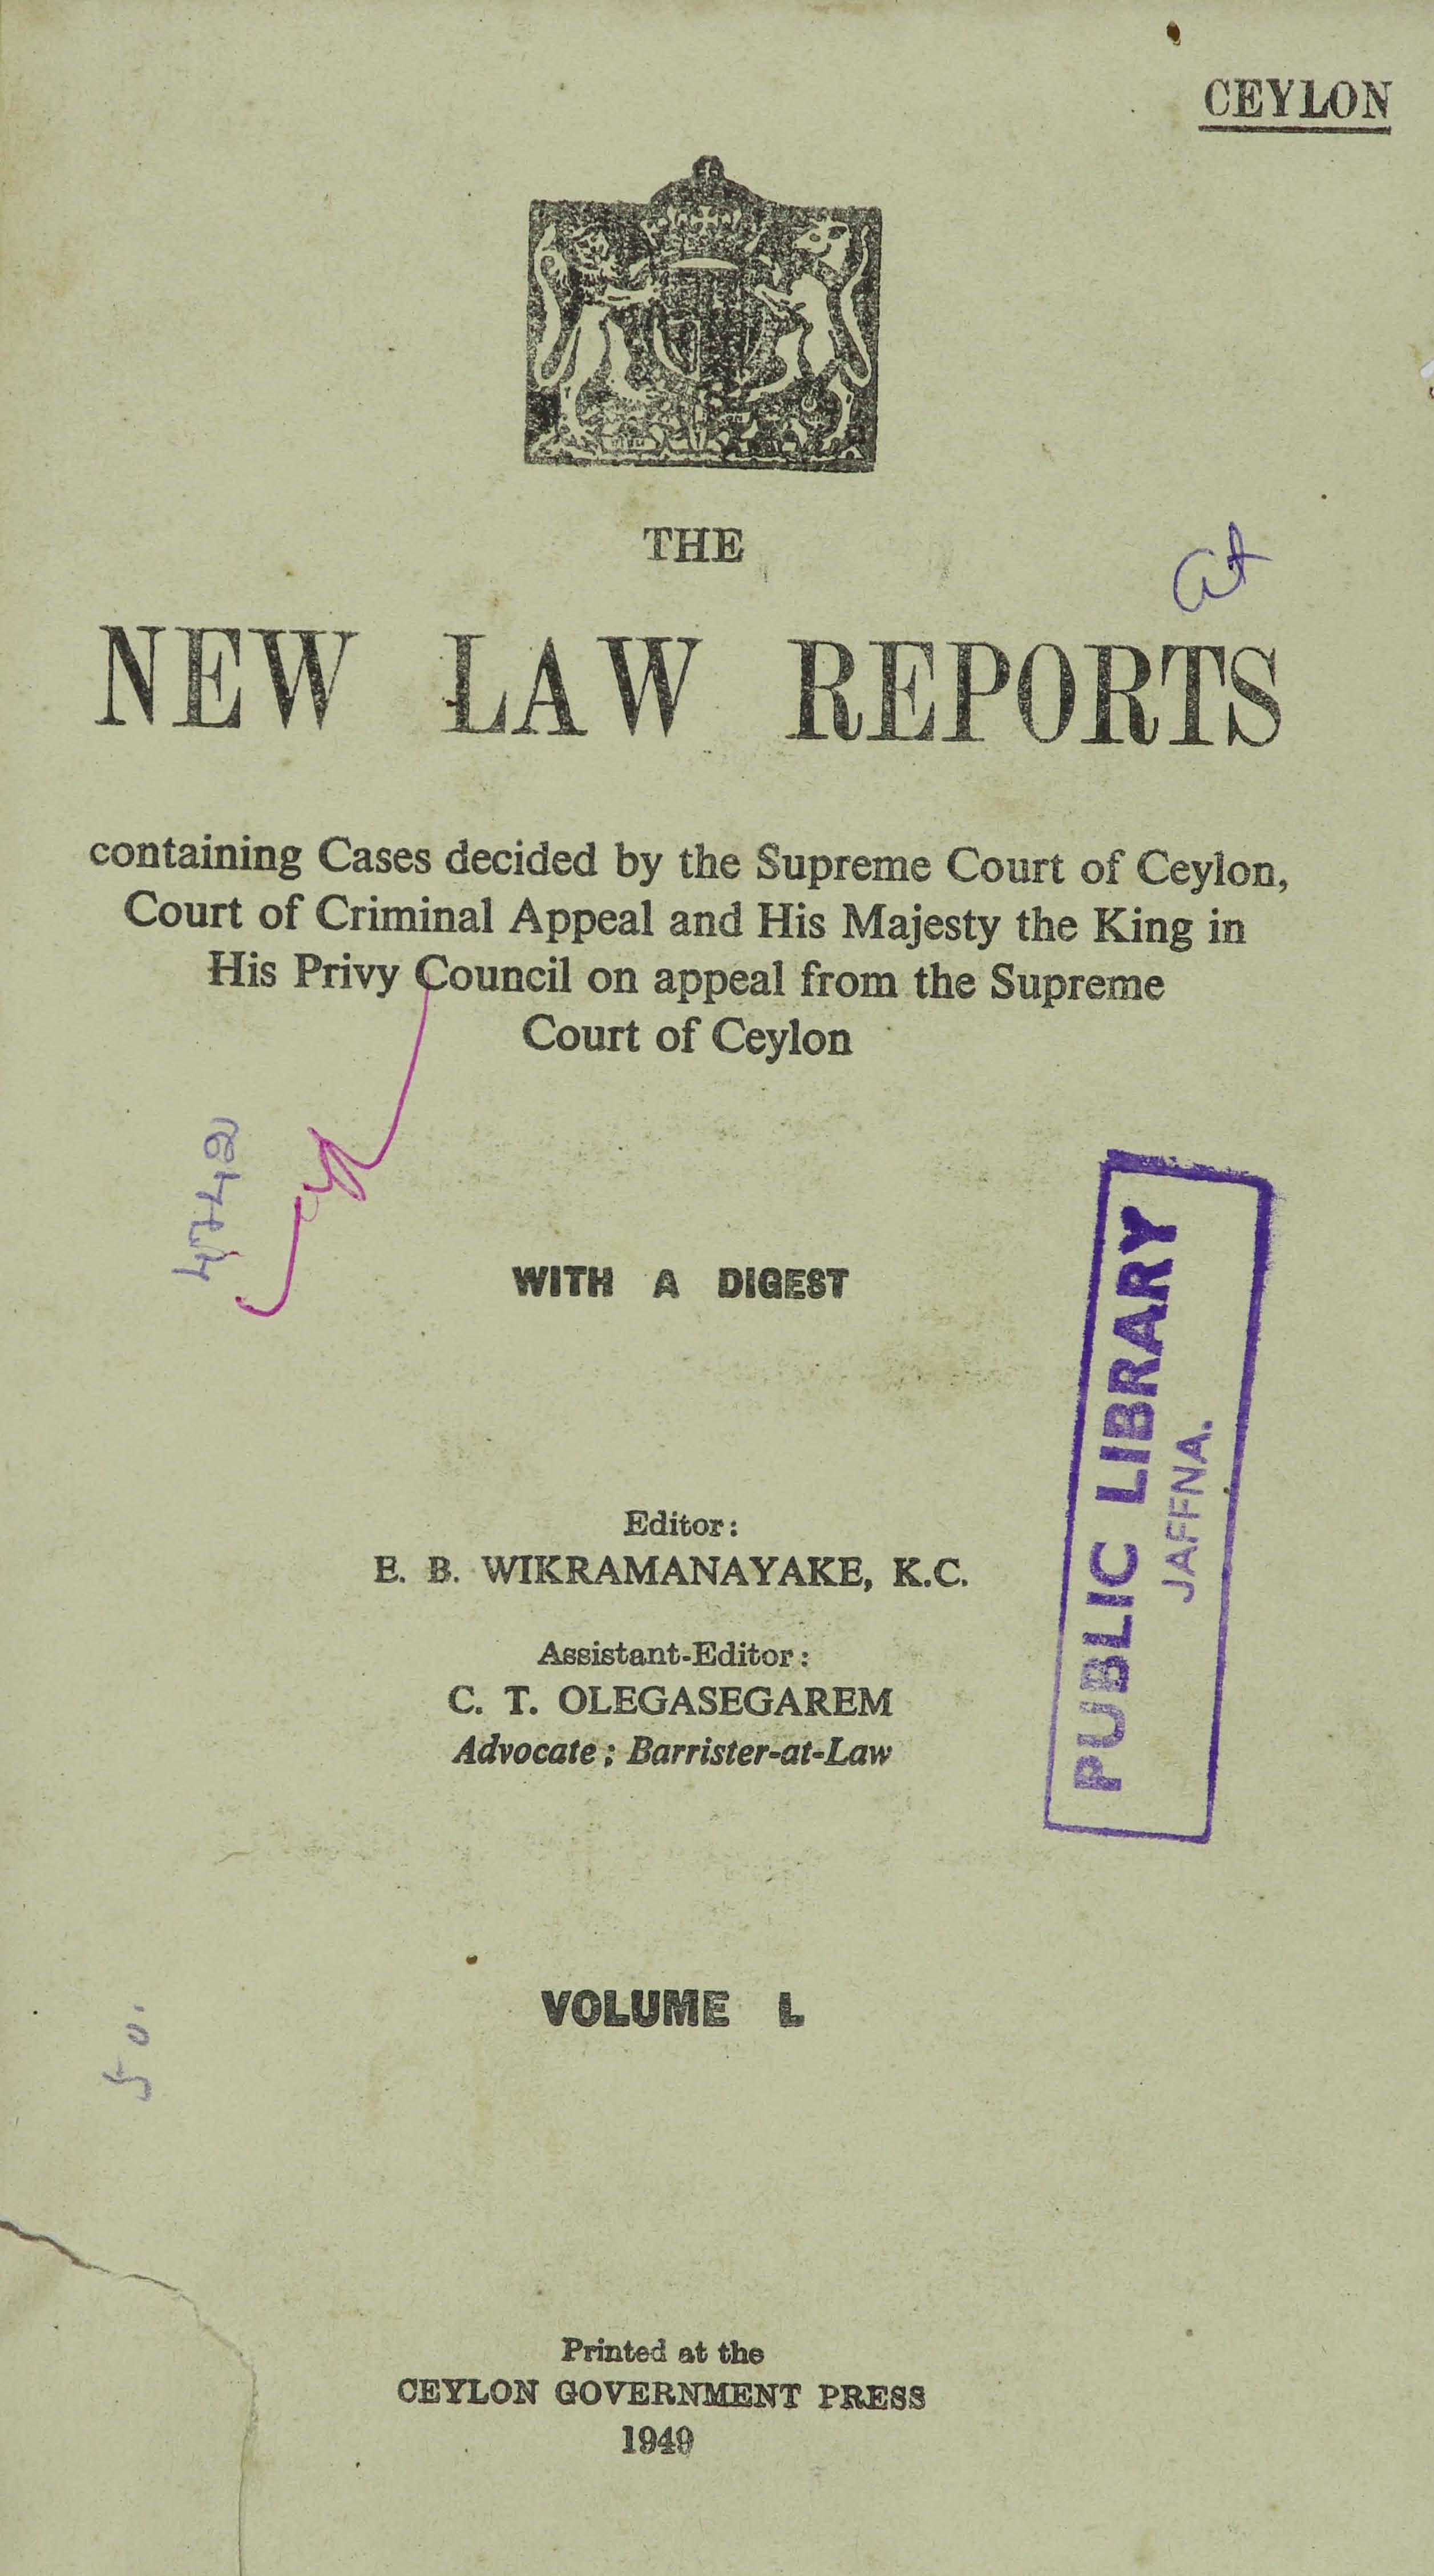 CEYLON
THE
NEW LAW REPORTS
containing Cases decided by the Supreme Court of Ceylon,
Court of Criminal Appeal and His Majesty the King in
His Privy Council on appeal from the Supreme
Court of Ceylon
WITH A DIGEST
PUBLIC LIBRARY
JAFFNA.
Editor:
E. B. WIKRAMANAYAKE, K.C.
Assistant-Editor:
C. T. OLEGASEGAREM
Advocate; Barrister-at-Law
VOLUME L
50.
Printed at the
CEYLON GOVERNMENT PRESS
1949